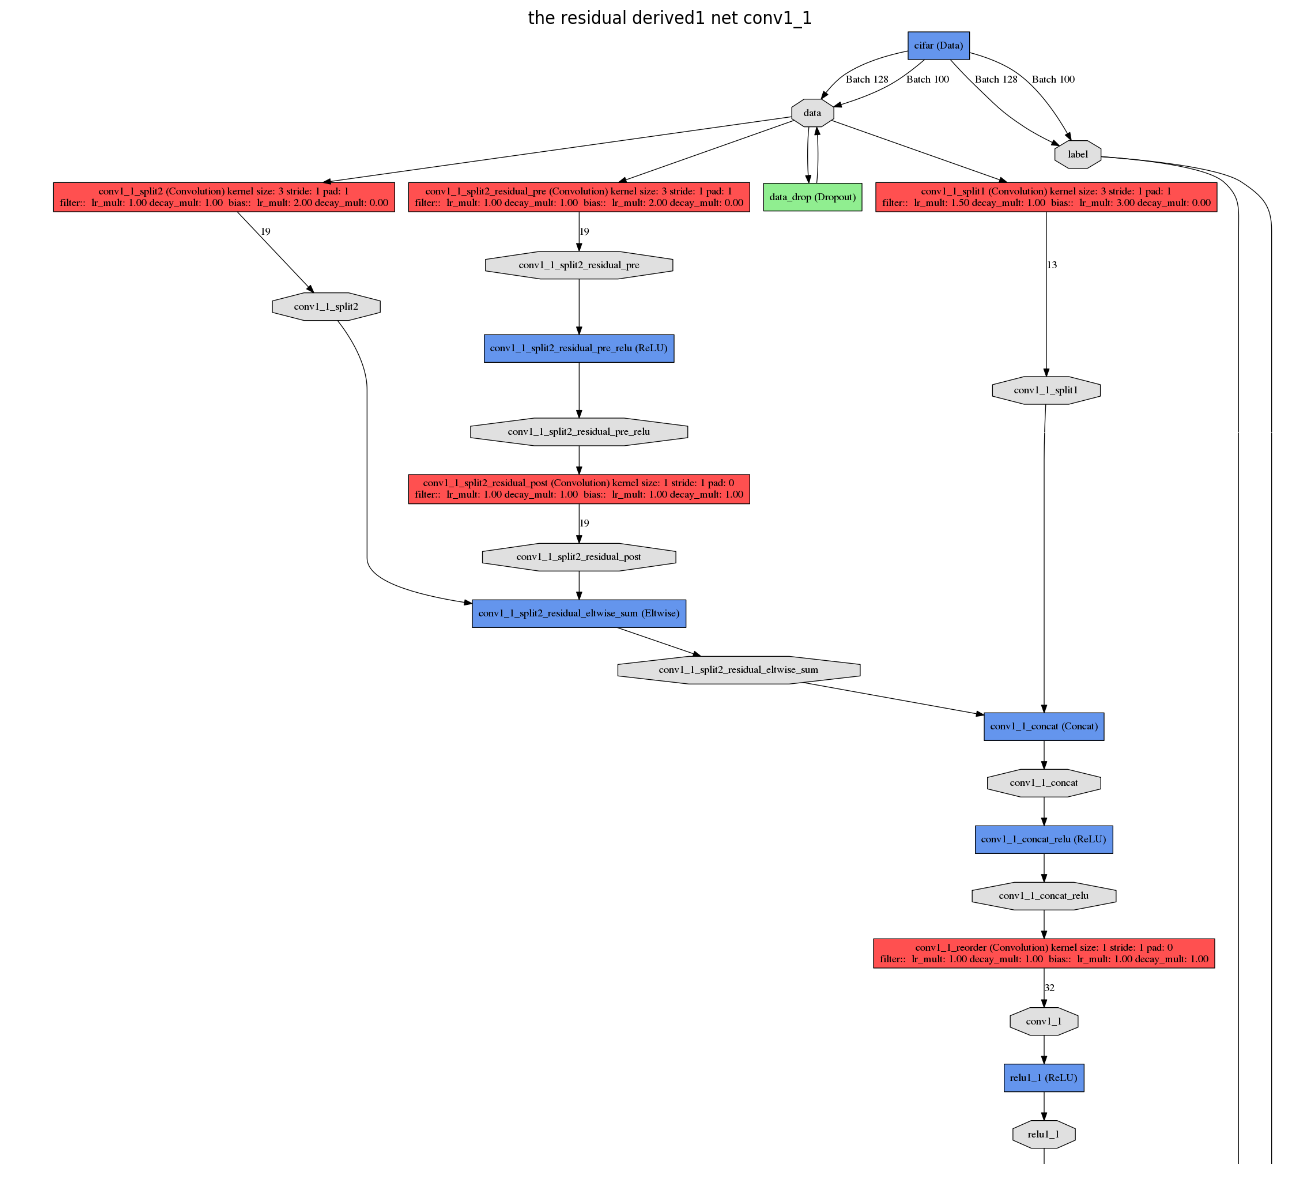 the residual derived1 net conv1_1
cifar (Data)
Batch 128
Batch 100
Batch 128
Batch 100
data
label
conv1_1_split2 (Convolution) kernel size: 3 stride: 1 pad: 1
filter:: lr_mult: 1.00 decay_mult: 1.00 bias:: lr_mult: 2.00 decay_mult: 0.00
conv1_1_split2_residual_pre (Convolution) kernel size: 3 stride: 1 pad: 1
filter:: lr_mult: 1.00 decay_mult: 1.00 bias:: lr_mult: 2.00 decay_mult: 0.00
data_drop (Dropout)
conv1_1_split1 (Convolution) kernel size: 3 stride: 1 pad: 1
filter:: lr_mult: 1.50 decay_mult: 1.00 bias:: lr_mult: 3.00 decay_mult: 0.00
19
19
conv1_1_split2_residual_pre
13
conv1_1_split2
conv1_1_split2_residual_pre_relu (ReLU)
conv1_1_split1
conv1_1_split2_residual_pre_relu
conv1_1_split2_residual_post (Convolution) kernel size: 1 stride: 1 pad: 0
filter:: lr_mult: 1.00 decay_mult: 1.00 bias:: lr_mult: 1.00 decay_mult: 1.00
19
conv1_1_split2_residual_post
conv1_1_split2_residual_eltwise_sum (Eltwise)
conv1_1_split2_residual_eltwise_sum
conv1_1_concat (Concat)
conv1_1_concat
conv1_1_concat_relu (ReLU)
conv1_1_concat_relu
conv1_1_reorder (Convolution) kernel size: 1 stride: 1 pad: 0
filter:: lr_mult: 1.00 decay_mult: 1.00 bias:: lr_mult: 1.00 decay_mult: 1.00
32
conv1_1
relu1_1 (ReLU)
relu1_1